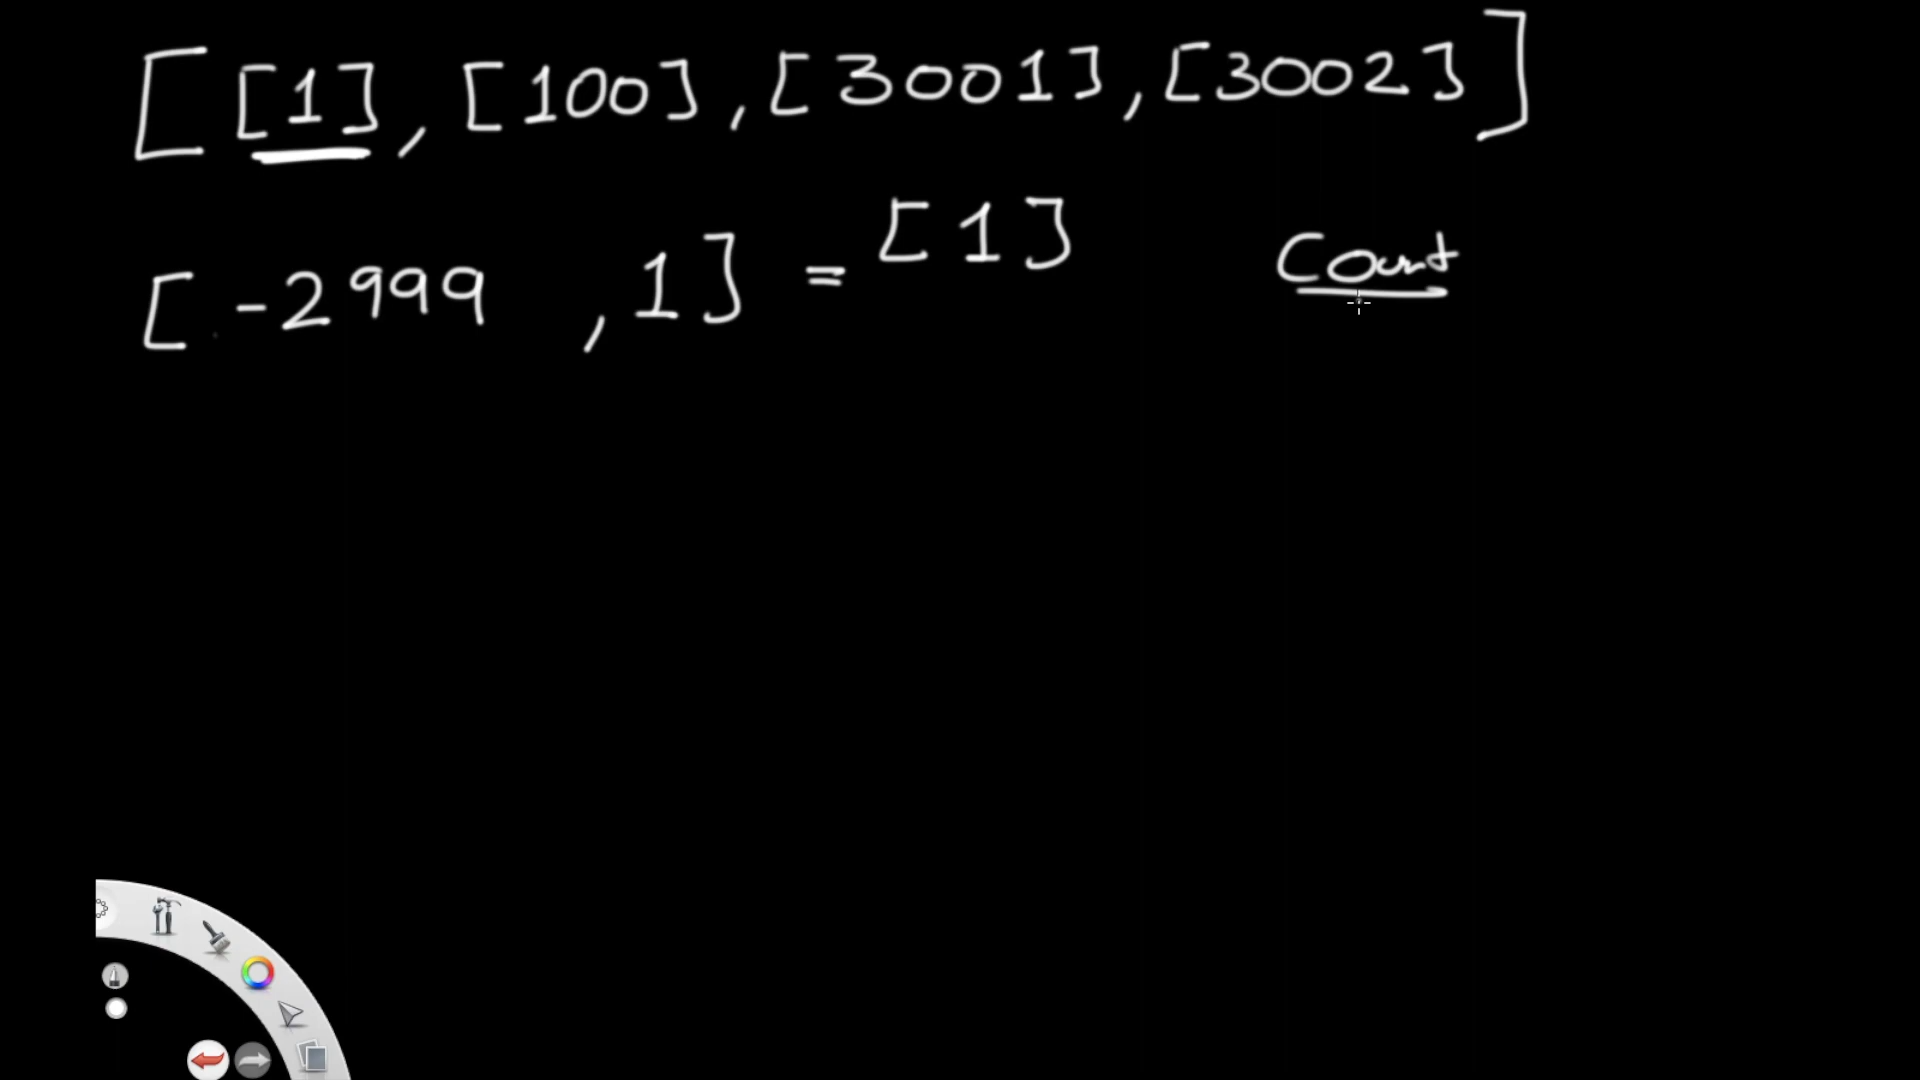 [ [1] , [100] , [3001] , [3002] ]
[ -2999 , 1 ] = [1] Count